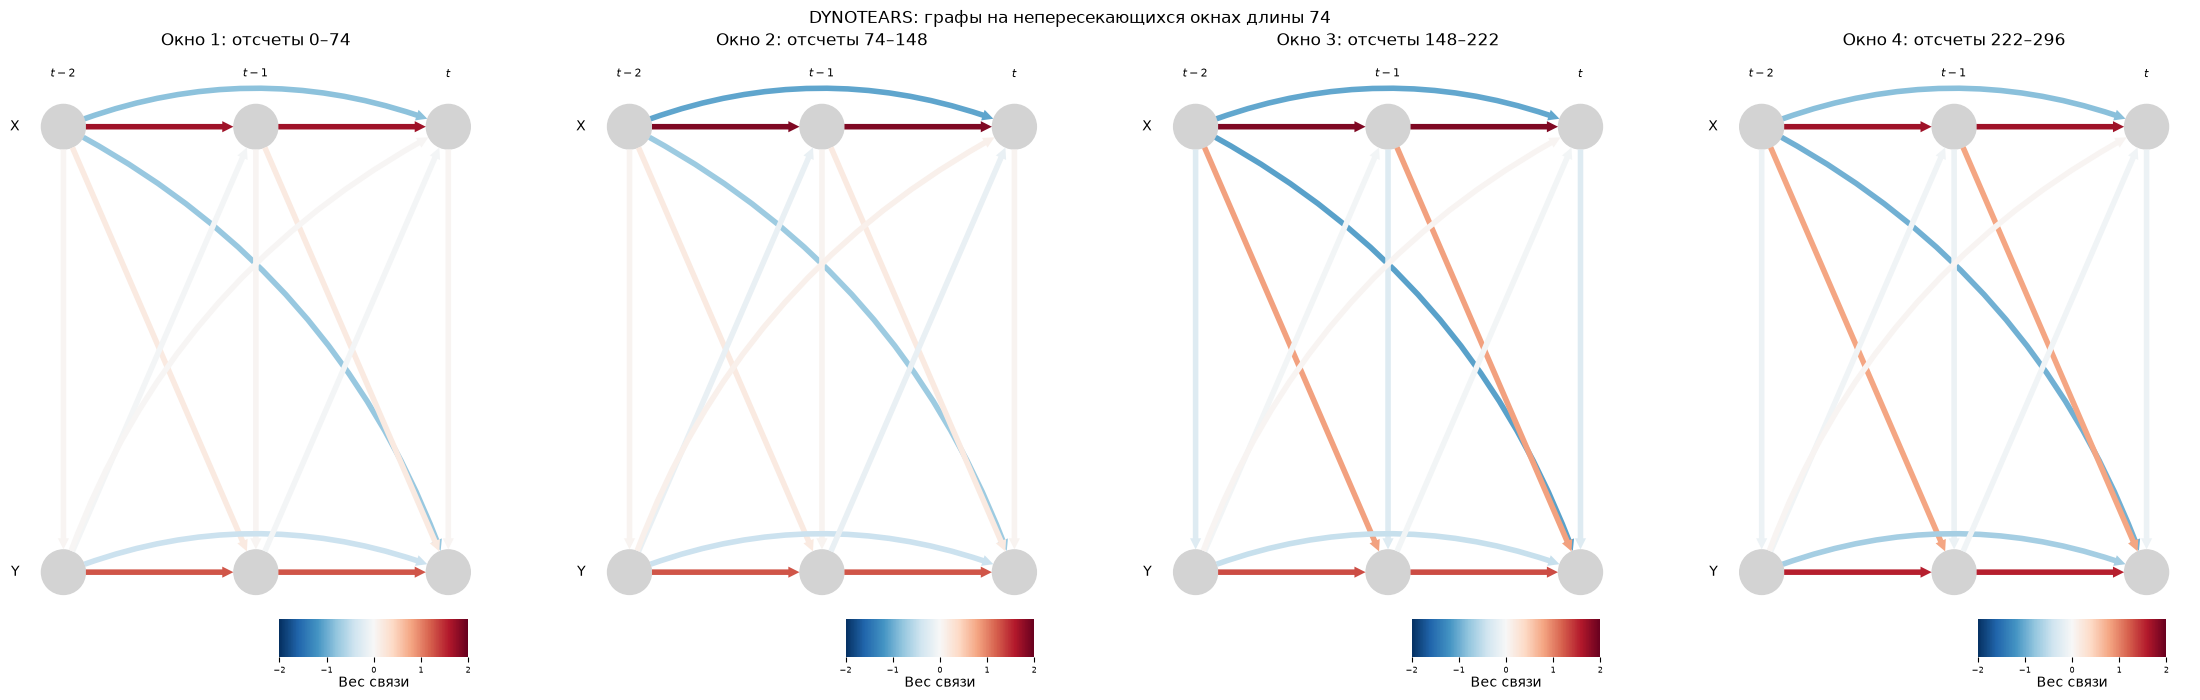 DYNOTEARS: графы на непересекающихся окнах длины 74
Окно 1: отсчеты 0–74
t − 2
t − 1
t
X
Y
−2
−1
0
1
2
Вес связи
Окно 2: отсчеты 74–148
t − 2
t − 1
t
X
Y
−2
−1
0
1
2
Вес связи
Окно 3: отсчеты 148–222
t − 2
t − 1
t
X
Y
−2
−1
0
1
2
Вес связи
Окно 4: отсчеты 222–296
t − 2
t − 1
t
X
Y
−2
−1
0
1
2
Вес связи